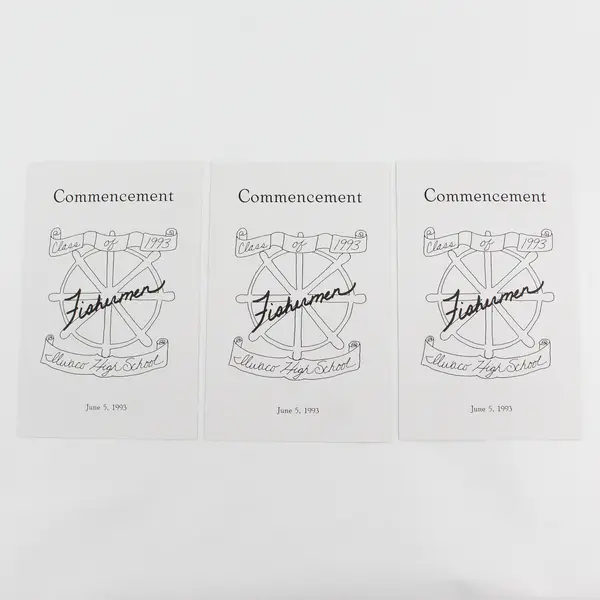 Commencement
Class of 1993
Fishermen
Ilwaco High School
June 5, 1993
Commencement
Class of 1993
Fishermen
Ilwaco High School
June 5, 1993
Commencement
Class of 1993
Fishermen
Ilwaco High School
June 5, 1993